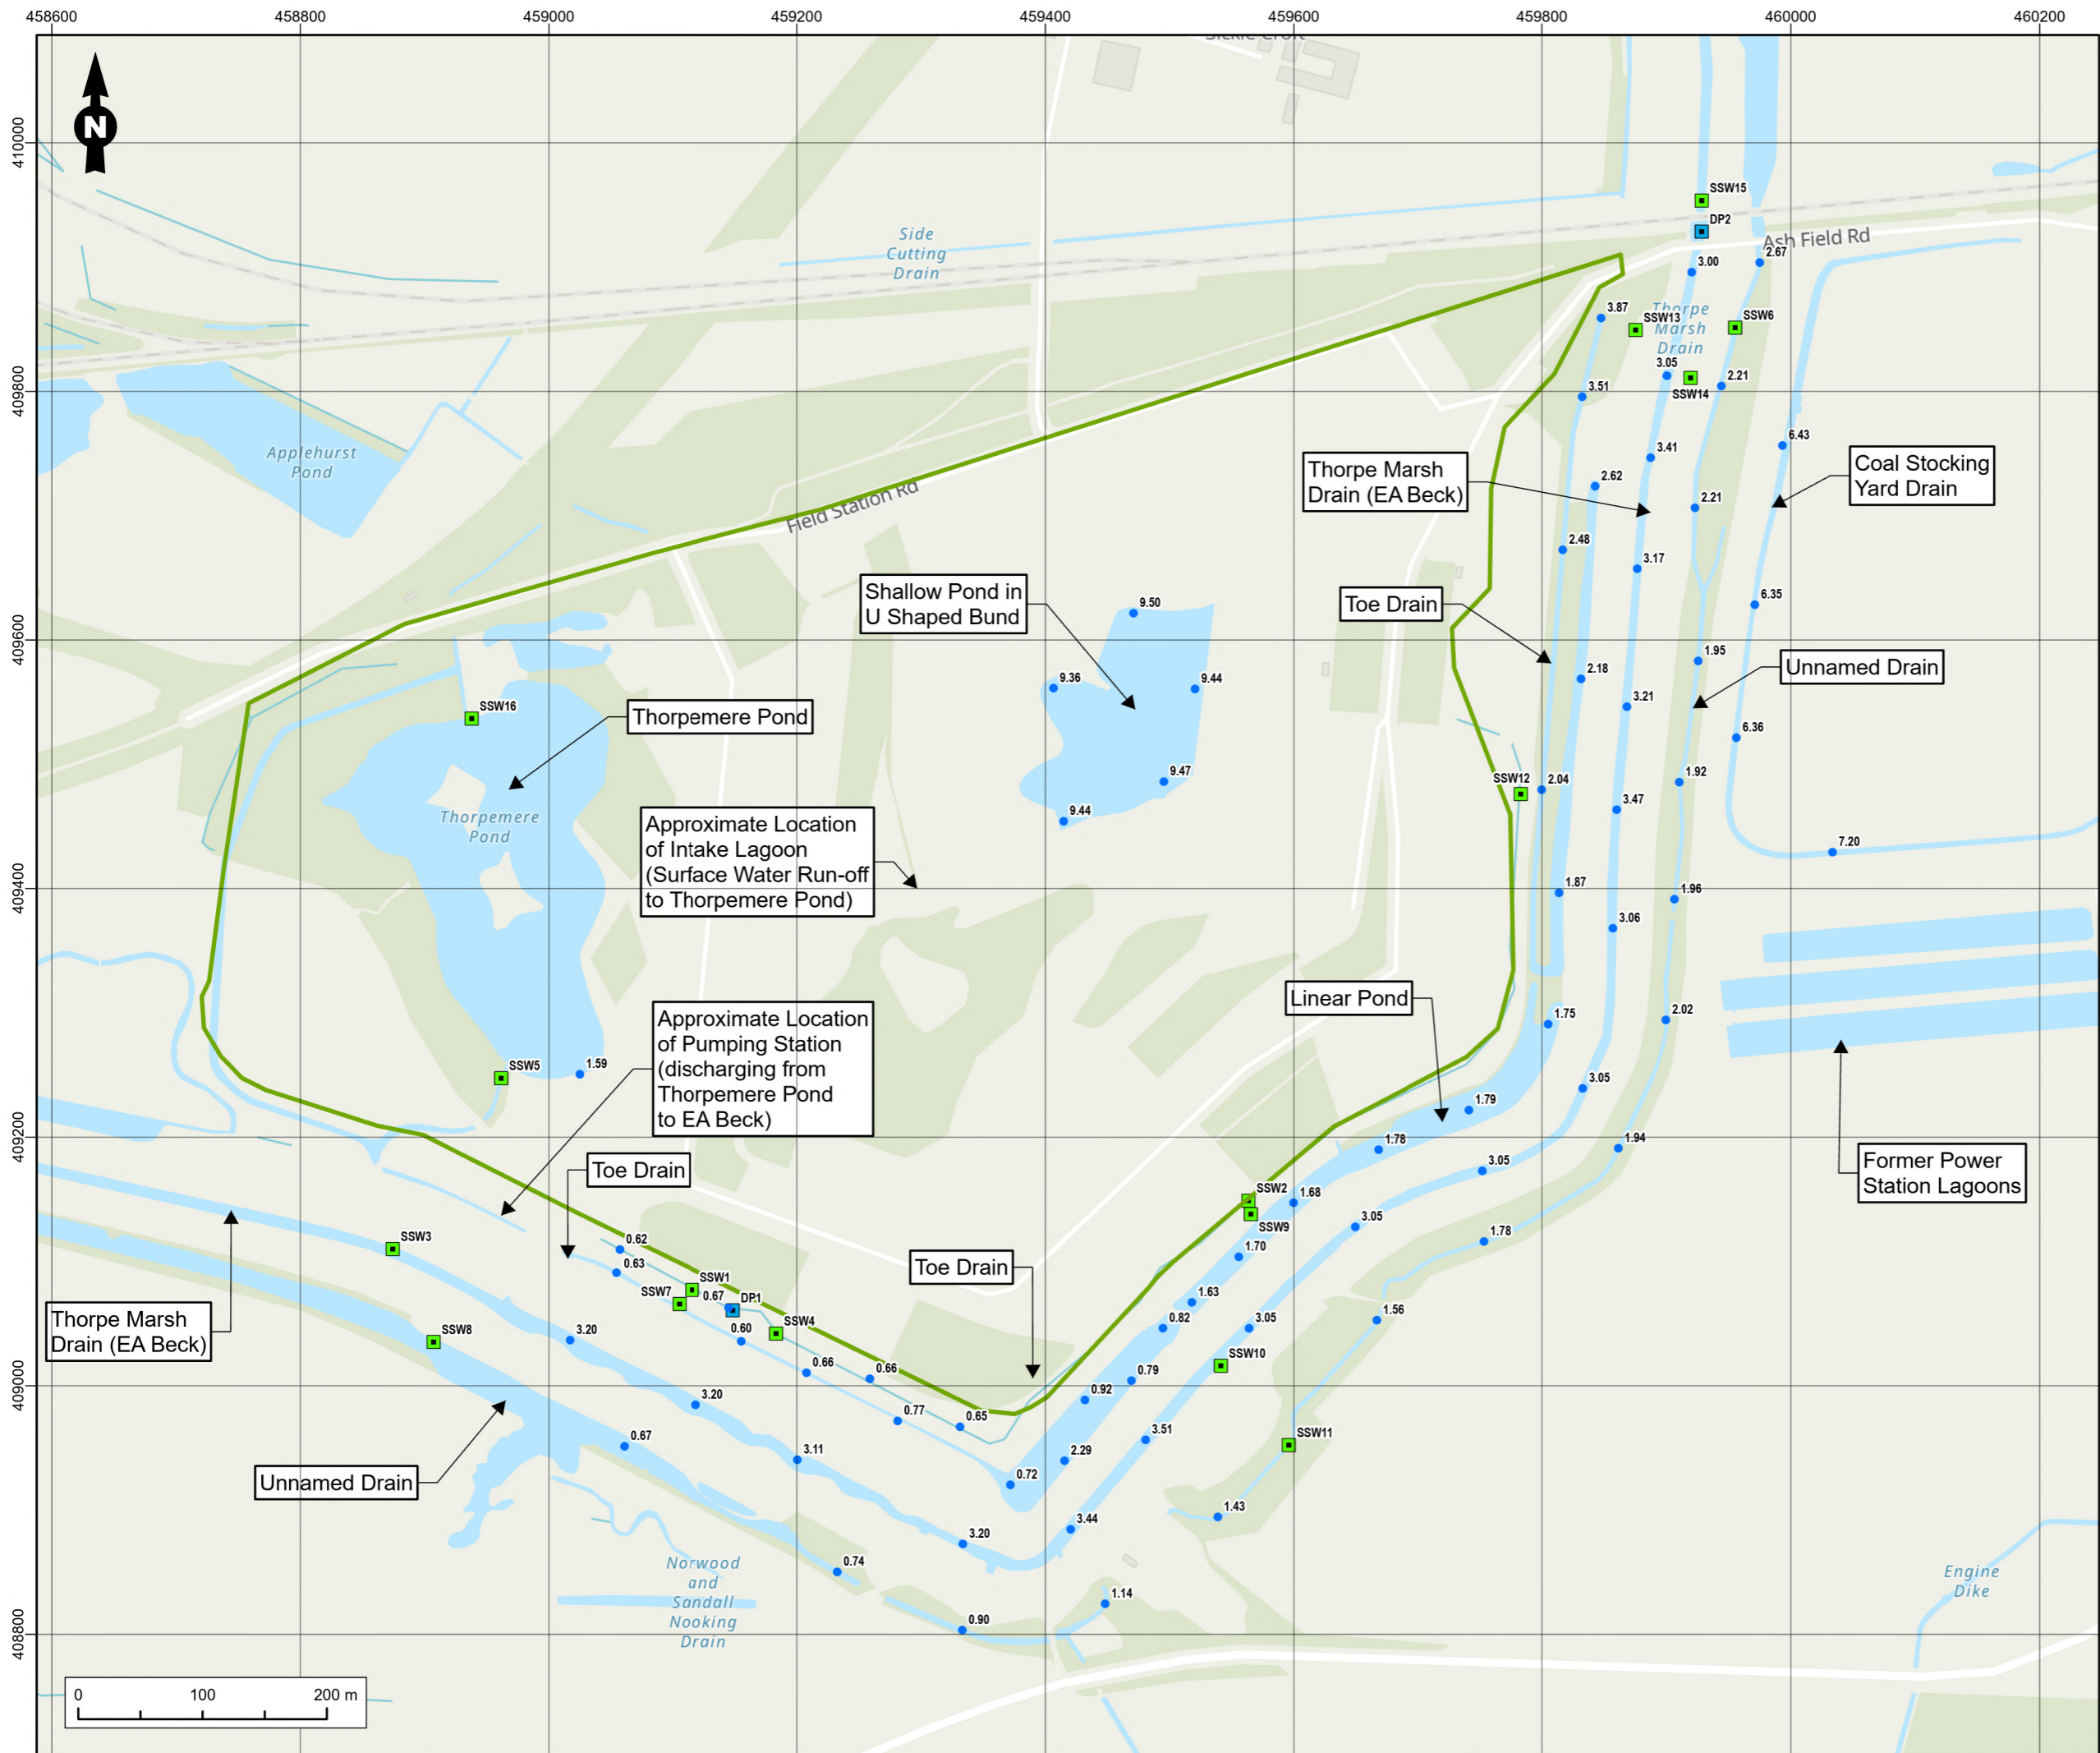 458600
458800
459000
459200
459400
459600
459800
460000
460200
410000
409800
409600
409400
409200
409000
408800
N
Side
Cutting
Drain
SSW15
DP2
Ash Field Rd
2.67
3.00
Thorpe
Marsh
Drain
3.87
SSW13
SSW6
3.05
SSW14
2.21
3.51
Applehurst
Pond
Field Station Rd
Thorpe Marsh
Drain (EA Beck)
3.41
6.43
Coal Stocking
Yard Drain
2.62
2.21
2.48
3.17
Shallow Pond in
U Shaped Bund
9.50
Toe Drain
6.35
1.95
Unnamed Drain
9.36
9.44
2.18
3.21
SSW16
Thorpemere Pond
6.36
9.47
SSW12
2.04
1.92
3.47
Thorpemere
Pond
9.44
Approximate Location
of Intake Lagoon
(Surface Water Run-off
to Thorpemere Pond)
7.20
1.87
1.96
3.06
Linear Pond
Approximate Location
of Pumping Station
(discharging from
Thorpemere Pond
to EA Beck)
1.75
2.02
SSW5
1.59
3.05
1.79
1.78
1.94
Toe Drain
3.05
Former Power
Station Lagoons
SSW2
1.68
SSW9
3.05
SSW3
0.62
1.70
1.78
0.63
Toe Drain
SSW1
SSW7
0.67
DP1
1.63
Thorpe Marsh
Drain (EA Beck)
SSW8
3.20
0.60
SSW4
0.82
3.05
1.56
0.66
0.66
0.79
SSW10
3.20
0.92
0.77
0.65
0.67
3.51
SSW11
3.11
2.29
Unnamed Drain
0.72
1.43
3.20
3.44
0.74
Norwood
and
Sandall
Nooking
Drain
1.14
Engine
Dike
0.90
0
100
200 m